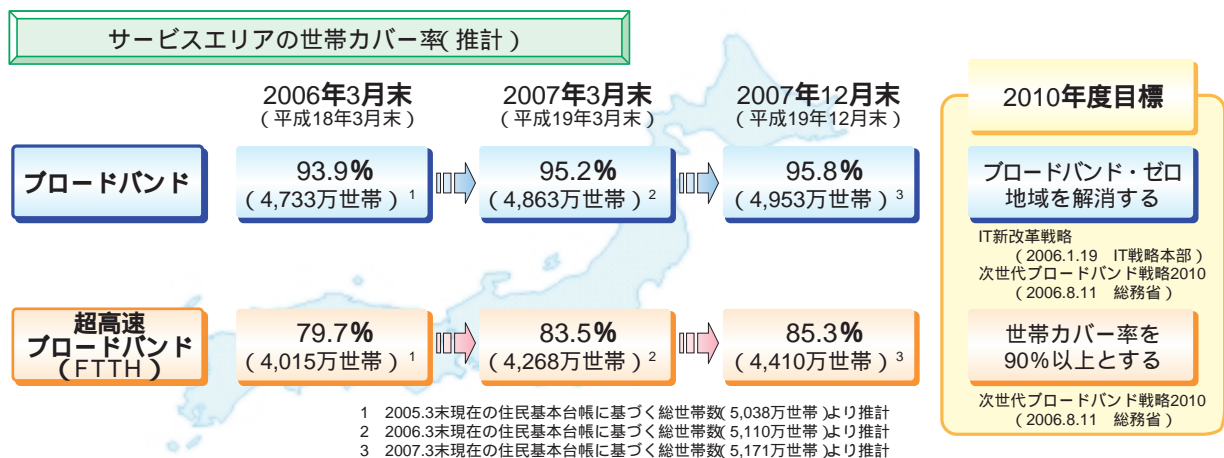 サービスエリアの世帯カバー率(推計)
2006年3月末
(平成18年3月末)
2007年3月末
(平成19年3月末)
2007年12月末
(平成19年12月末)
2010年度目標
ブロードバンド
93.9%
(4,733万世帯) 1
95.2%
(4,863万世帯) 2
95.8%
(4,953万世帯) 3
ブロードバンド・ゼロ
地域を解消する
IT新改革戦略
(2006.1.19 IT戦略本部)
次世代ブロードバンド戦略2010
(2006.8.11 総務省)
超高速
ブロードバンド
(FTTH)
79.7%
(4,015万世帯) 1
83.5%
(4,268万世帯) 2
85.3%
(4,410万世帯) 3
世帯カバー率を
90%以上とする
次世代ブロードバンド戦略2010
(2006.8.11 総務省)
1 2005.3末現在の住民基本台帳に基づく総世帯数(5,038万世帯)より推計
2 2006.3末現在の住民基本台帳に基づく総世帯数(5,110万世帯)より推計
3 2007.3末現在の住民基本台帳に基づく総世帯数(5,171万世帯)より推計